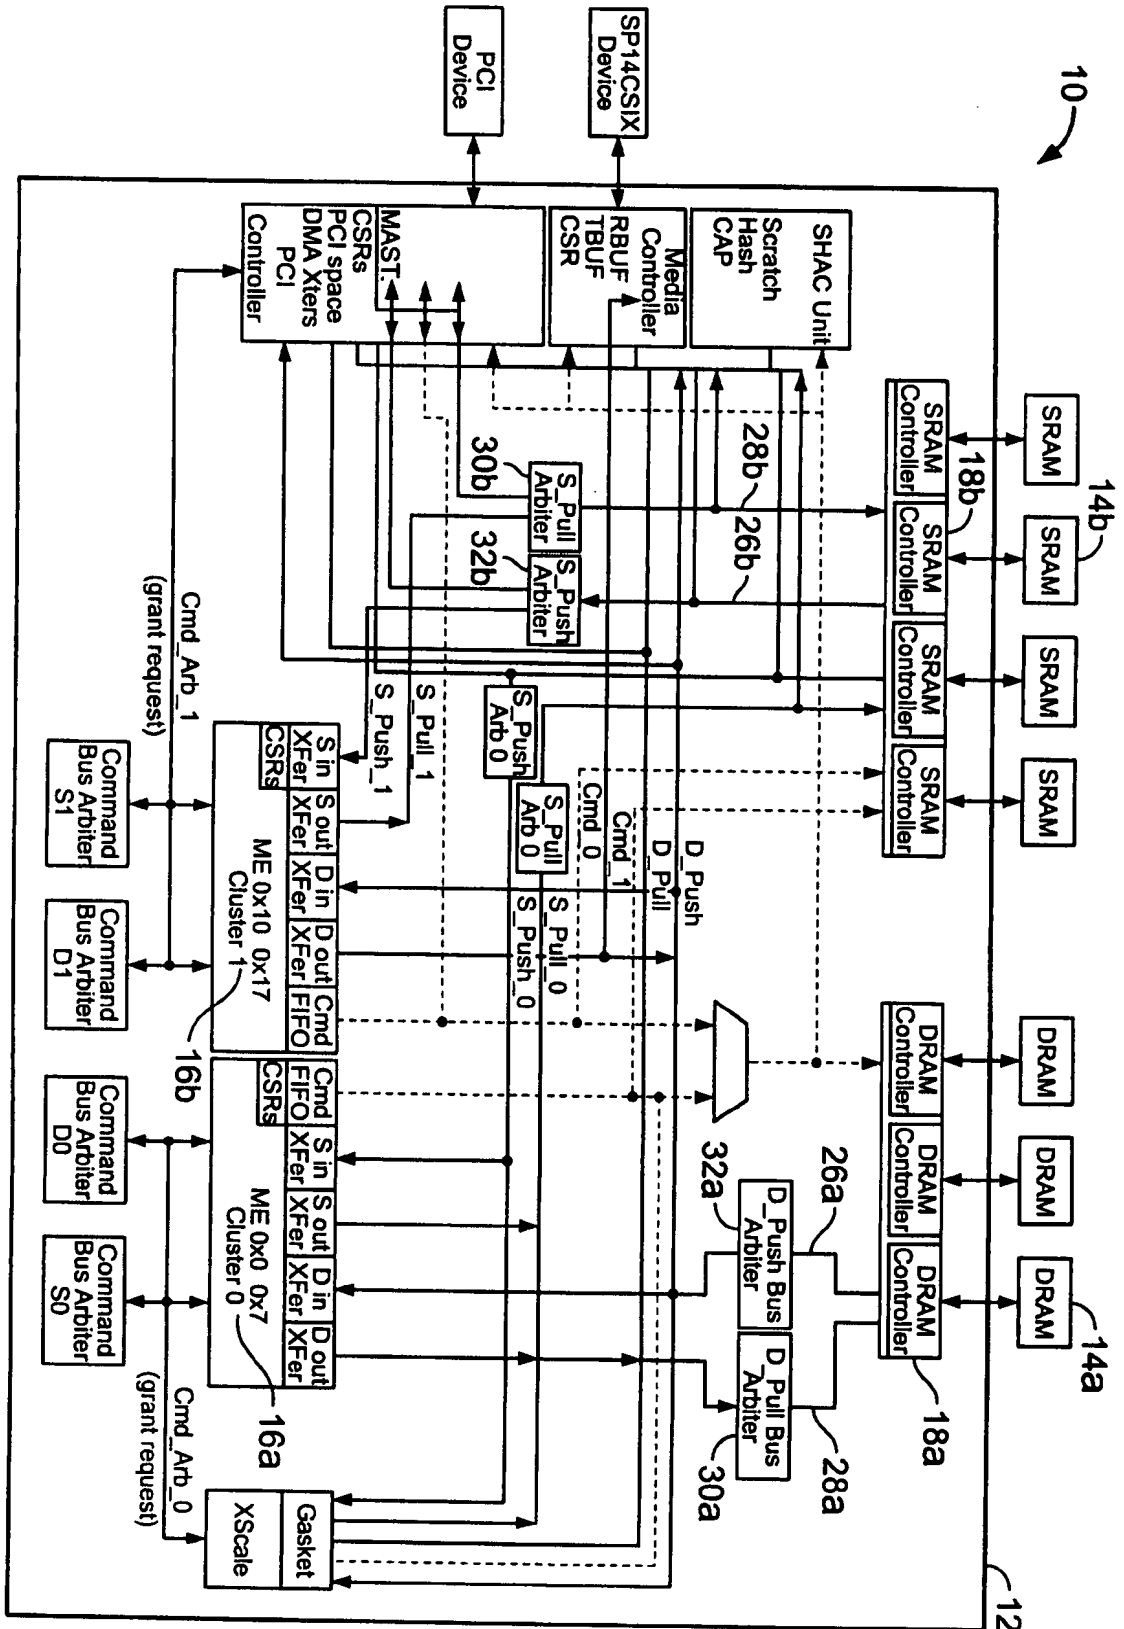 10
12
SRAM
SRAM
SRAM
SRAM
14b
DRAM
DRAM
DRAM
14a
SP14CSIX
Device
PCI
Device
SHAC Unit
Scratch
Hash
CAP
Media
Controller
RBUF
TBUF
CSR
MAST.
CSRs
PCI space
DMA Xters
PCI
Controller
SRAM
Controller
SRAM
Controller
SRAM
Controller
SRAM
Controller
18b
DRAM
Controller
DRAM
Controller
DRAM
Controller
18a
28b
26b
30b
S_Pull
Arbiter
32b
S_Push
Arbiter
26a
28a
32a
D_Push Bus
Arbiter
D_Pull Bus
Arbiter
30a
S_Push
Arb 0
S_Pull
Arb 0
D_Push
D_Pull
Cmd_1
Cmd_0
S_Pull_0
S_Push_0
S_Pull_1
S_Push_1
Cmd_Arb_1
(grant request)
S in
XFer
S out
XFer
D in
XFer
D out
XFer
Cmd
FIFO
CSRs
ME 0x10 0x17
Cluster 1
16b
Cmd
FIFO
S in
XFer
S out
XFer
D in
XFer
D out
XFer
CSRs
ME 0x0 0x7
Cluster 0
16a
Gasket
XScale
Cmd_Arb_0
(grant request)
Command
Bus Arbiter
S1
Command
Bus Arbiter
D1
Command
Bus Arbiter
D0
Command
Bus Arbiter
S0